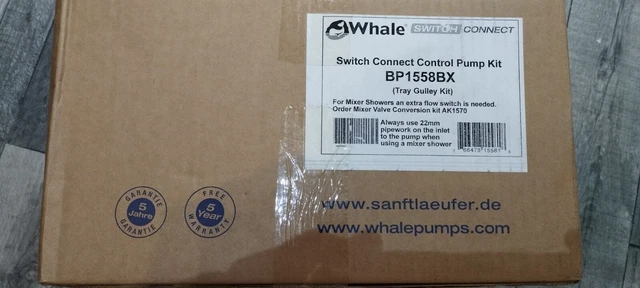 Whale SWITCH CONNECT
Switch Connect Control Pump Kit
BP1558BX
(Tray Gulley Kit)
For Mixer Showers an extra flow switch is needed.
Order Mixer Valve Conversion kit AK1570
Always use 22mm
pipework on the inlet
to the pump when
using a mixer shower
GARANTIE
5
Jahre
GARANTIE
FREE
5
Year
WARRANTY
www.sanftlaeufer.de
www.whalepumps.com